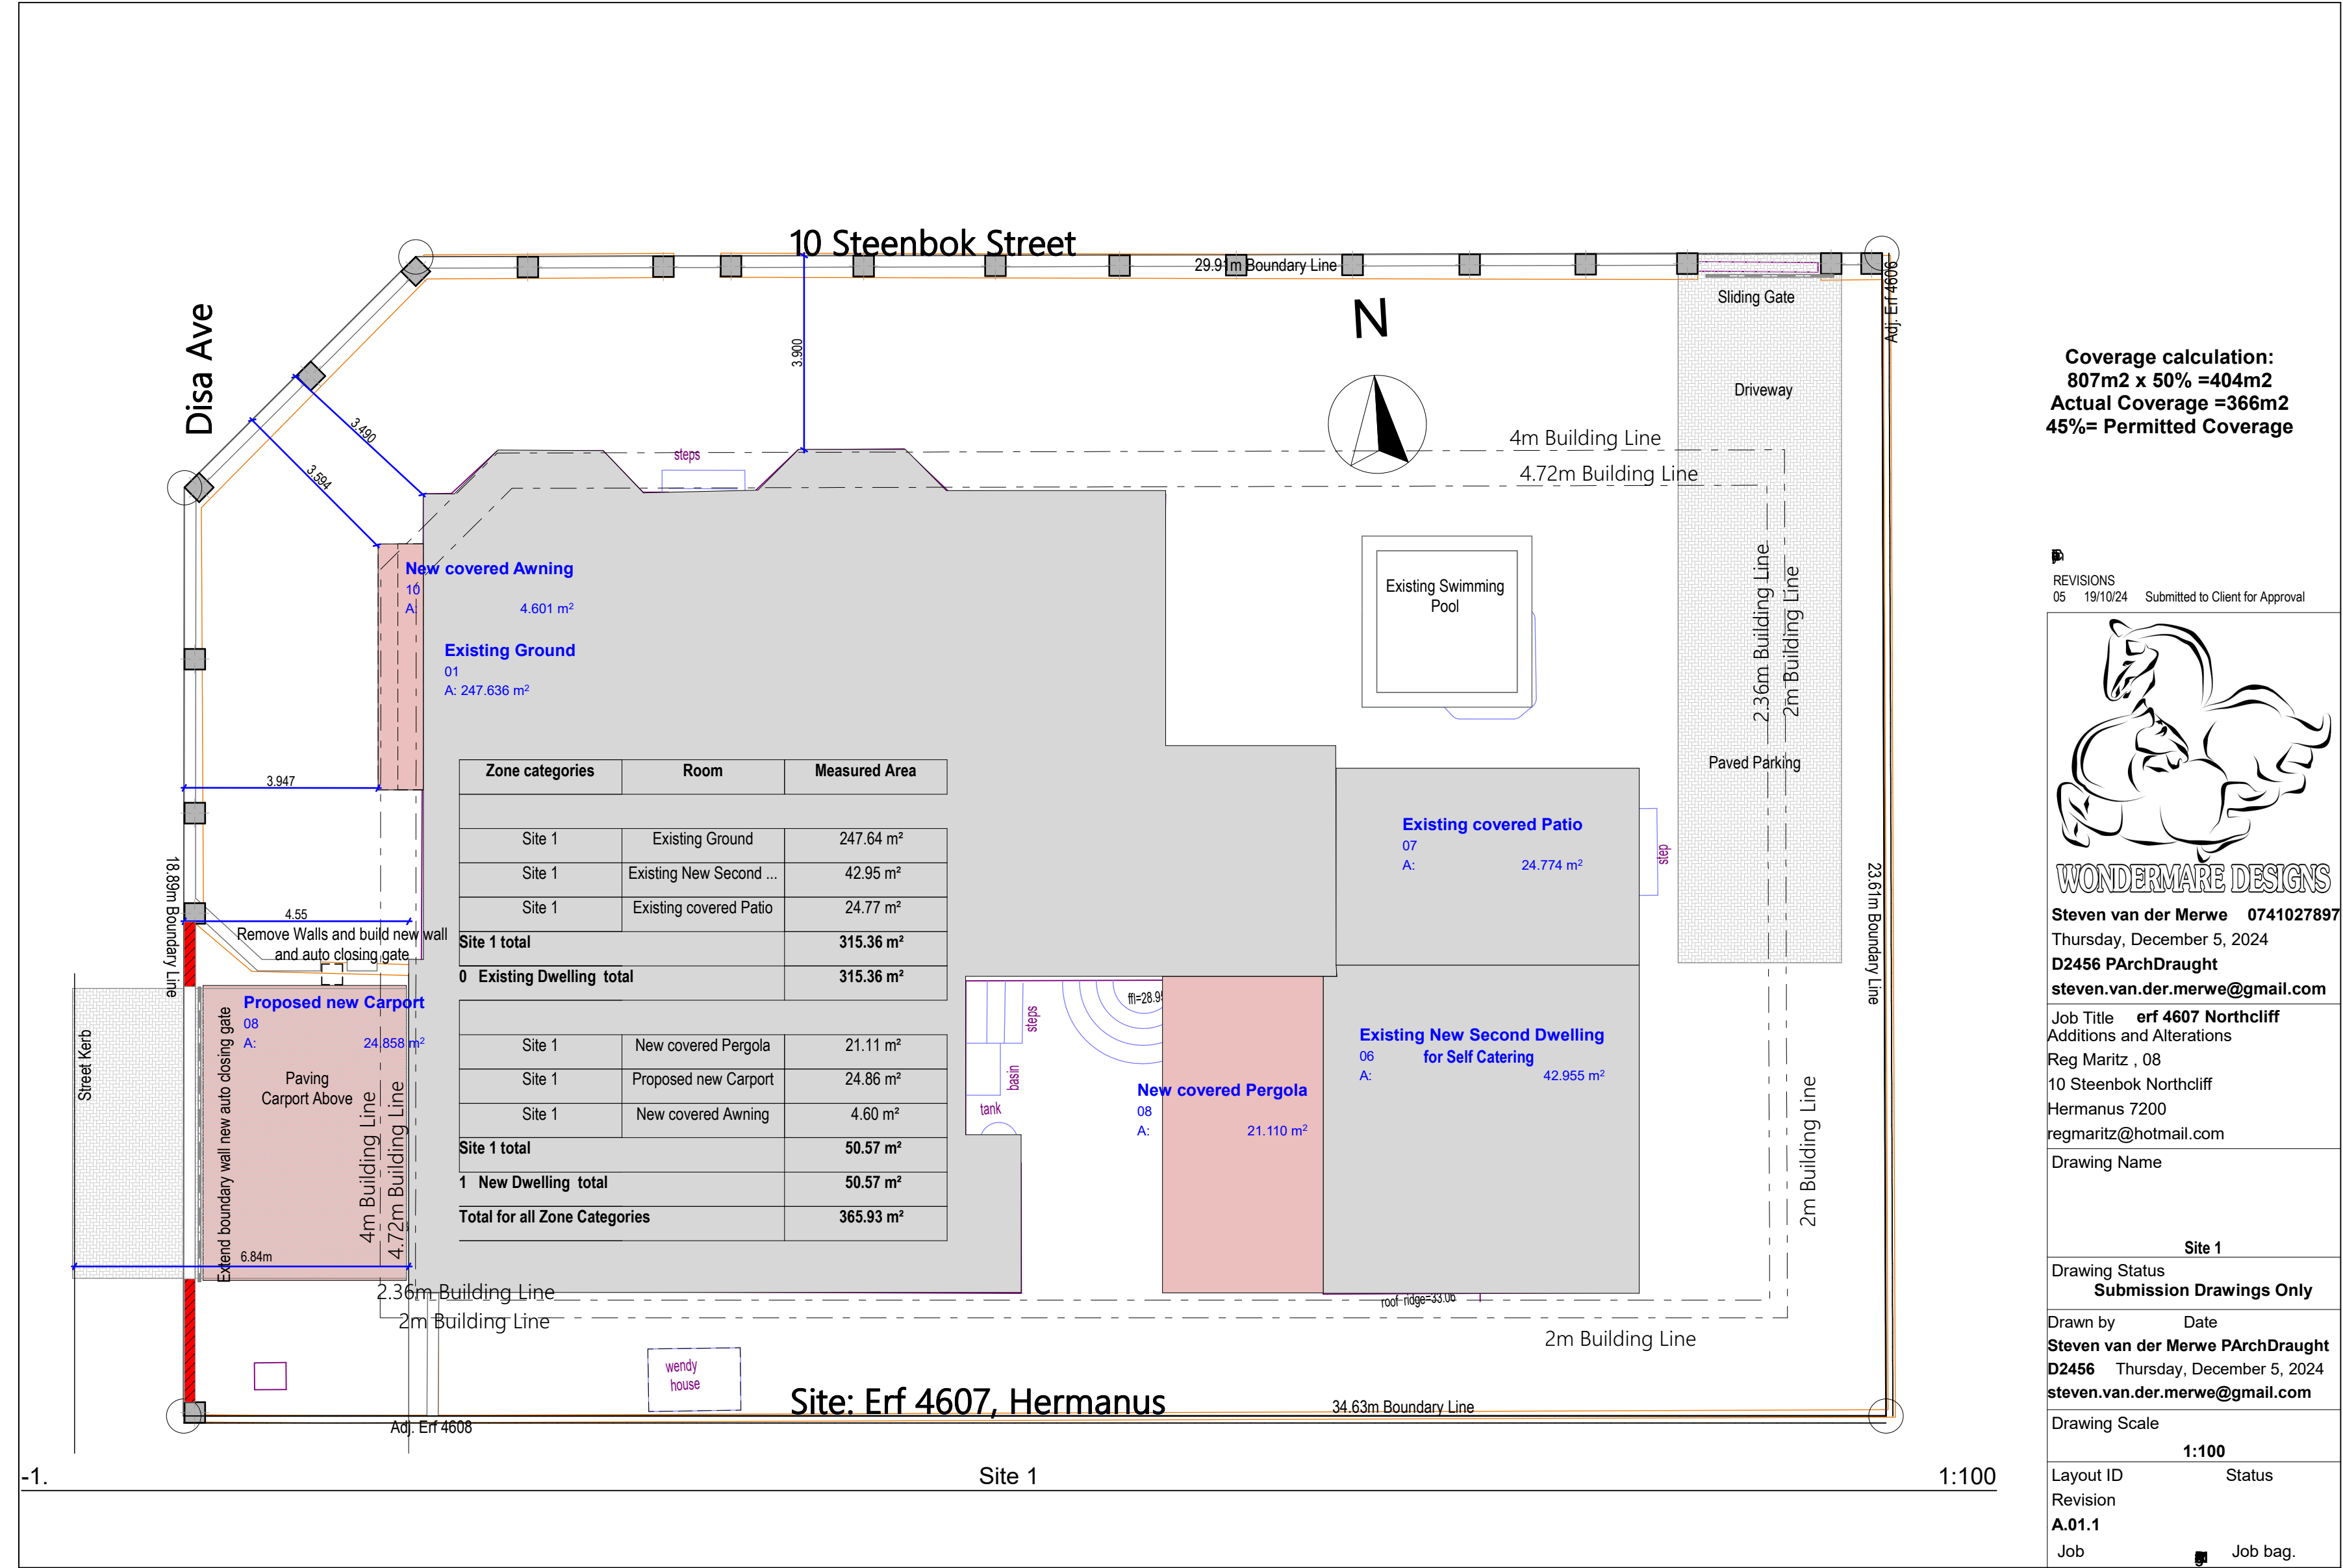 10 Steenbok Street
29.91m Boundary Line
Disa Ave
Adj. Erf 4606
Sliding Gate
N
3.900
Driveway
3.490
3.594
steps
4m Building Line
4.72m Building Line
New covered Awning
10
A: 4.601 m²
Existing Ground
01
A: 247.636 m²
Existing Swimming
Pool
2.36m Building Line
2m Building Line
Paved Parking
3.947
Zone categories Room Measured Area
Site 1 Existing Ground 247.64 m²
Site 1 Existing New Second ... 42.95 m²
Site 1 Existing covered Patio 24.77 m²
Site 1 total 315.36 m²
0 Existing Dwelling total 315.36 m²
Site 1 New covered Pergola 21.11 m²
Site 1 Proposed new Carport 24.86 m²
Site 1 New covered Awning 4.60 m²
Site 1 total 50.57 m²
1 New Dwelling total 50.57 m²
Total for all Zone Categories 365.93 m²
Existing covered Patio
07
A: 24.774 m²
step
18.89m Boundary Line
23.61m Boundary Line
4.55
Remove Walls and build new wall
and auto closing gate
Proposed new Carport
08
A: 24.858 m²
Street Kerb
Extend boundary wall new auto closing gate
Paving
Carport Above
4m Building Line
4.72m Building Line
6.84m
steps
basin
tank
ffl=28.95
New covered Pergola
08
A: 21.110 m²
Existing New Second Dwelling
for Self Catering
06
A: 42.955 m²
2m Building Line
2.36m Building Line
2m Building Line
roof ridge=33.06
2m Building Line
wendy
house
Site: Erf 4607, Hermanus
34.63m Boundary Line
Adj. Erf 4608
-1.
Site 1
1:100
Coverage calculation:
807m2 x 50% =404m2
Actual Coverage =366m2
45%= Permitted Coverage
REVISIONS
05 19/10/24 Submitted to Client for Approval
WONDERMARE DESIGNS
Steven van der Merwe 0741027897
Thursday, December 5, 2024
D2456 PArchDraught
steven.van.der.merwe@gmail.com
Job Title erf 4607 Northcliff
Additions and Alterations
Reg Maritz , 08
10 Steenbok Northcliff
Hermanus 7200
regmaritz@hotmail.com
Drawing Name
Site 1
Drawing Status
Submission Drawings Only
Drawn by Date
Steven van der Merwe PArchDraught
D2456 Thursday, December 5, 2024
steven.van.der.merwe@gmail.com
Drawing Scale
1:100
Layout ID Status
Revision
A.01.1
Job Job bag.